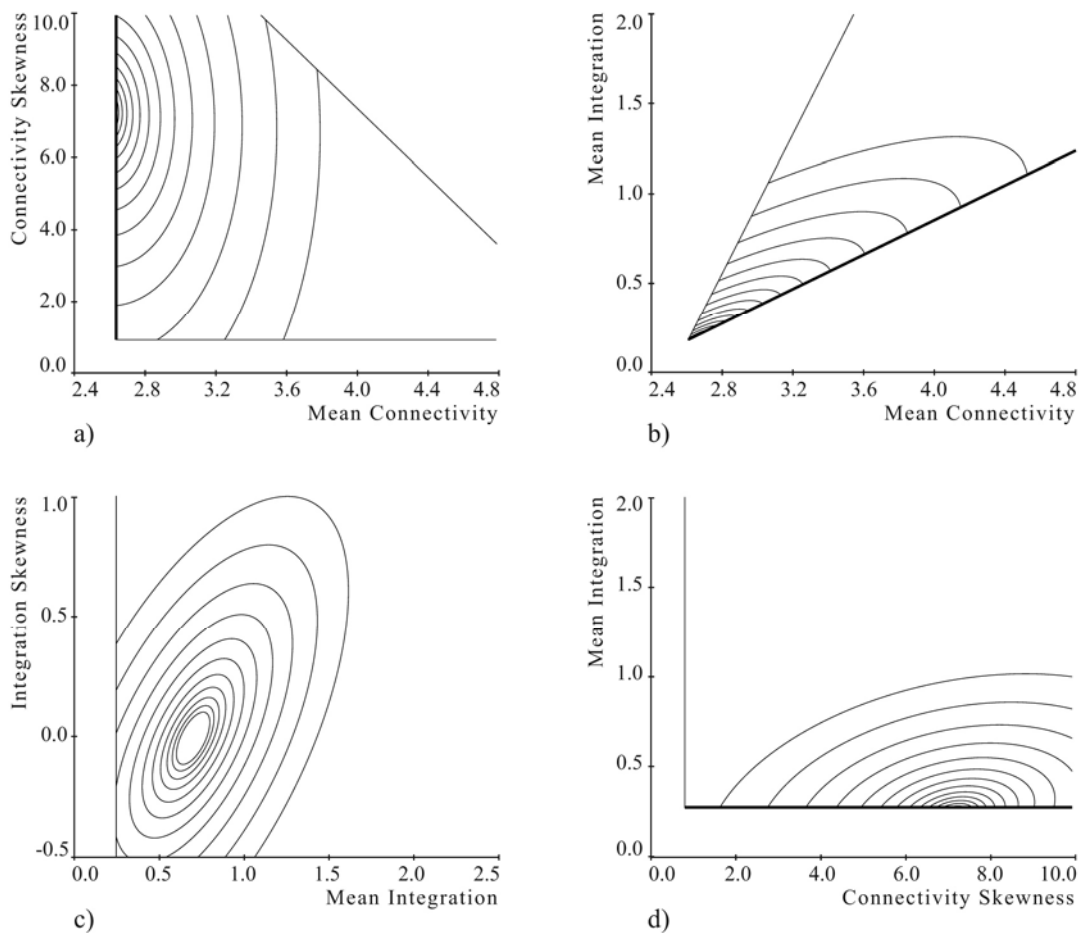 Connectivity Skewness
10.0
8.0
6.0
4.0
2.0
0.0
2.4 2.8 3.2 3.6 4.0 4.4 4.8
Mean Connectivity
a)
Mean Integration
2.0
1.5
1.0
0.5
0.0
2.4 2.8 3.2 3.6 4.0 4.4 4.8
Mean Connectivity
b)
Integration Skewness
1.0
0.5
0.0
-0.5
0.0 0.5 1.0 1.5 2.0 2.5
Mean Integration
c)
Mean Integration
2.0
1.5
1.0
0.5
0.0
0.0 2.0 4.0 6.0 8.0 10.0
Connectivity Skewness
d)